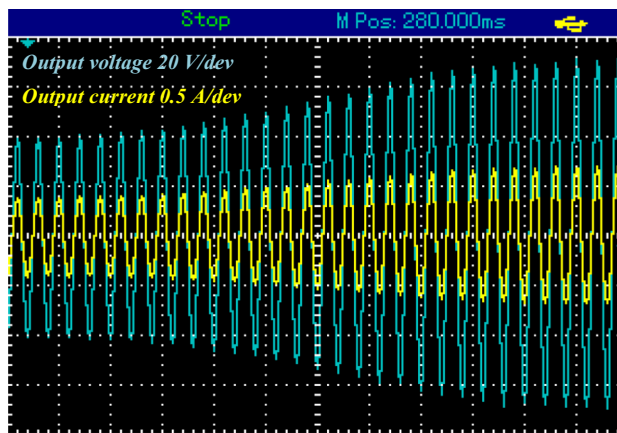 Stop M Pos: 280.000ms
Output voltage 20 V/dev
Output current 0.5 A/dev